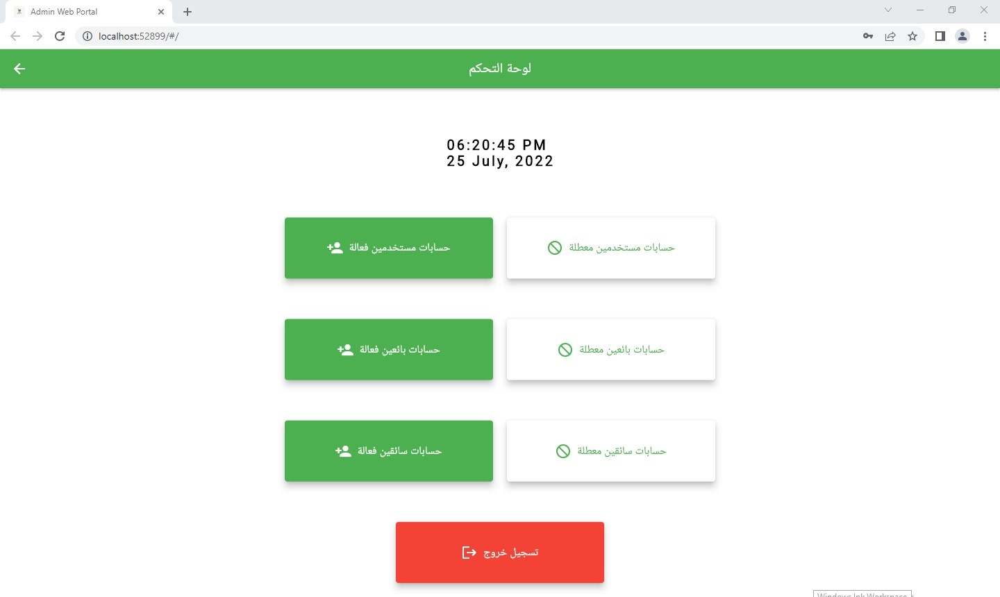 Admin Web Portal
localhost:52899/#/
لوحة التحكم
06:20:45 PM
25 July, 2022
حسابات مستخدمين فعالة
حسابات مستخدمين معطلة
حسابات بائعين فعالة
حسابات بائعين معطلة
حسابات سائقين فعالة
حسابات سائقين معطلة
تسجيل خروج
Windows Ink Workspace